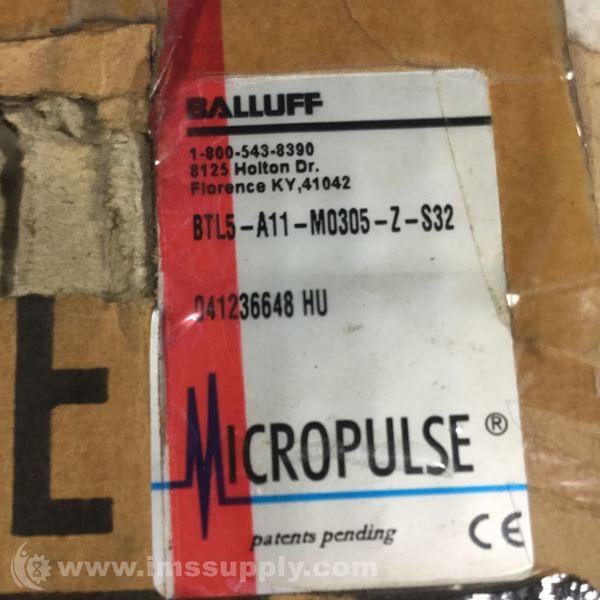 BALLUFF
1-800-543-8390
8125 Holton Dr.
Florence KY,41042
BTL5-A11-M0305-Z-S32
041236648 HU
MICROPULSE ®
patents pending CE
E
www.imssupply.com